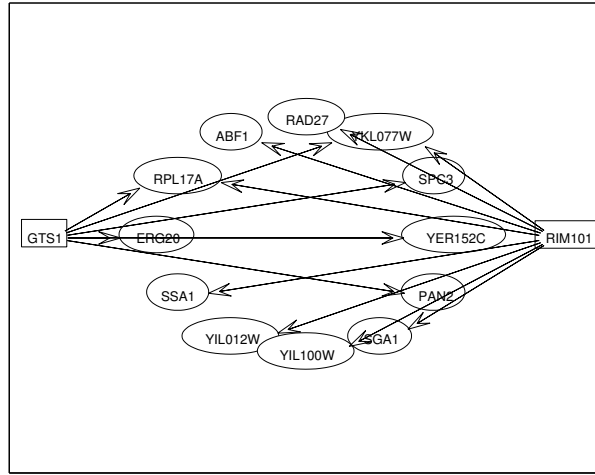 RAD27
ABF1
YKL077W
RPL17A
SPC3
GTS1
ERG20
YER152C
RIM101
SSA1
PAN2
YIL012W
SGA1
YIL100W